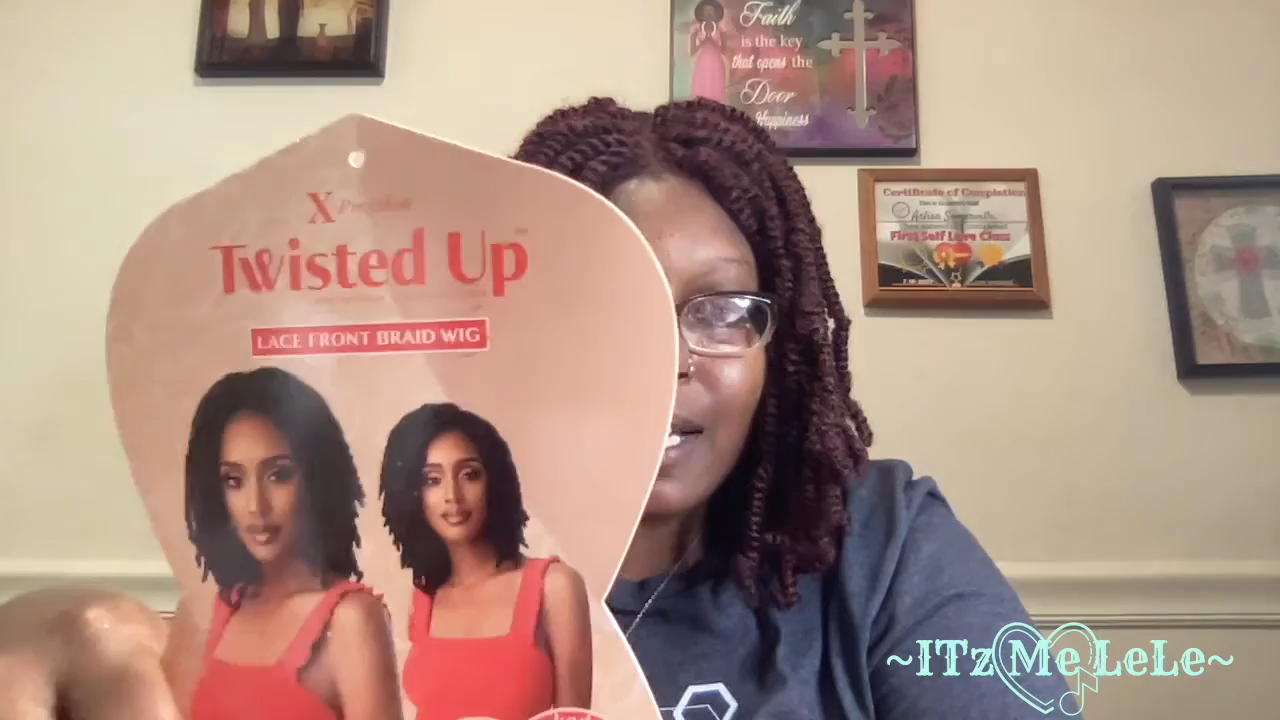 Faith
is the key
that opens the
Door
Happiness
Certificate of Completion
First Self Love Class
X Pression
Twisted Up
LACE FRONT BRAID WIG
~ITz Me LeLe~